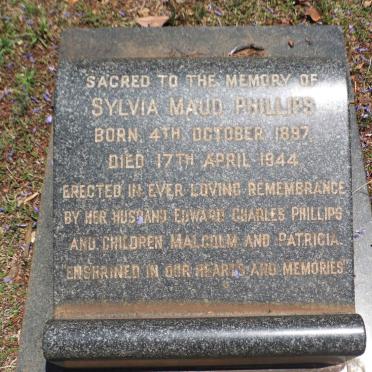 SACRED TO THE MEMORY OF
SYLVIA MAUD PHILLIPS
BORN, 4TH OCTOBER 1897,
DIED 17TH APRIL 1944
ERECTED IN EVER LOVING REMEMBRANCE
BY HER HUSBAND EDWARD CHARLES PHILLIPS
AND CHILDREN MALCOLM AND PATRICIA.
ENSHRINED IN OUR HEARTS AND MEMORIES